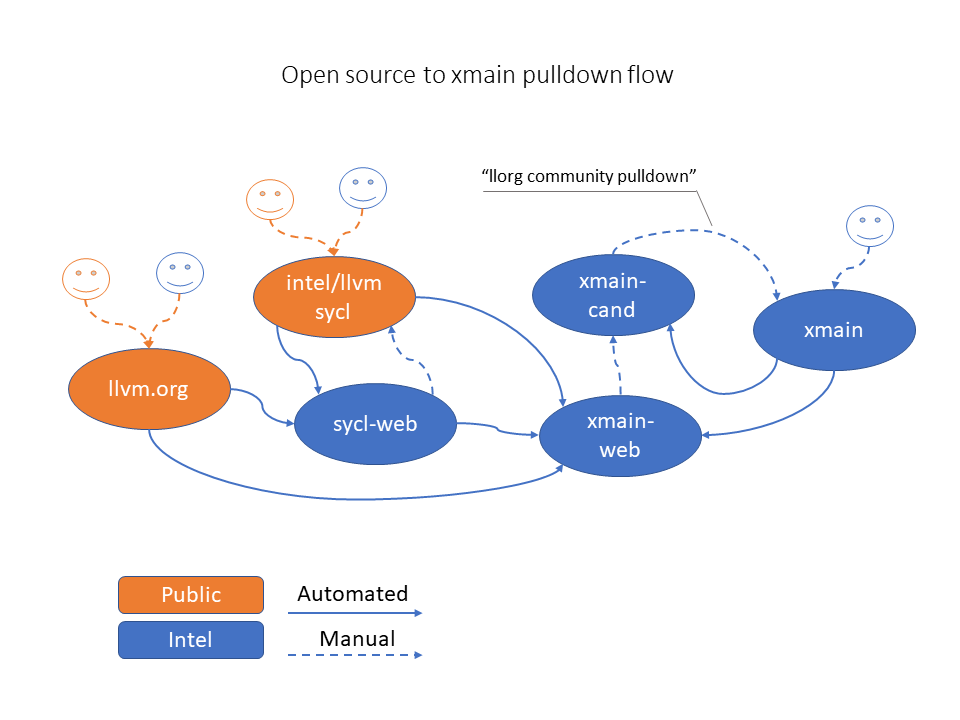 Open source to xmain pulldown flow
“llorg community pulldown”
intel/llvm
sycl
xmain-
cand
xmain
llvm.org
sycl-web
xmain-
web
Public
Automated
Intel
Manual